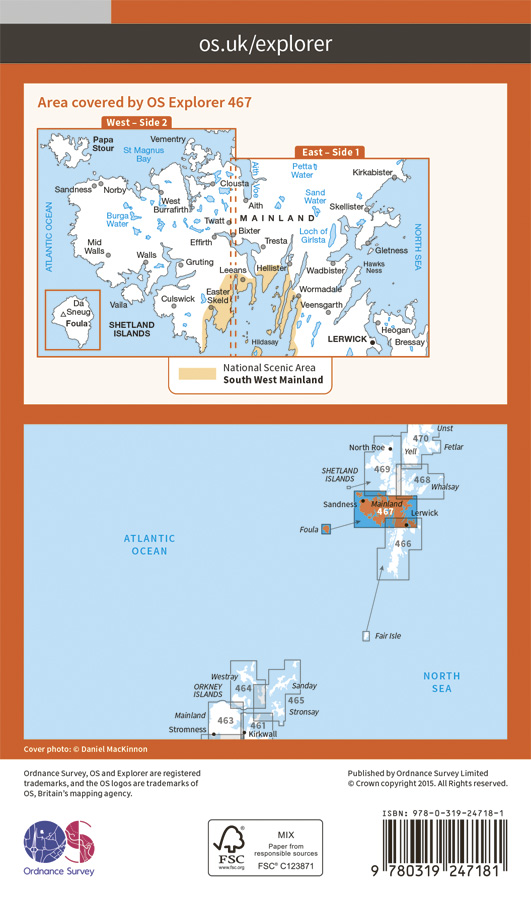 os.uk/explorer
Area covered by OS Explorer 467
West – Side 2
East – Side 1
Papa
Stour
Vementry
St Magnus
Bay
Sandness
Norby
Clousta
Aith Voe
Petta
Water
Kirkabister
West
Burrafirth
Aith
Sand
Water
Skellister
Burga
Water
Twatt
MAINLAND
ATLANTIC OCEAN
Bixter
Loch of
Girlsta
NORTH SEA
Effirth
Tresta
Mid
Walls
Walls
Gletness
Gruting
Leeans
Hellister
Wadbister
Hawks
Ness
Wormadale
Da
Sneug
Foula
Vaila
Culswick
Easter
Skeld
Veensgarth
SHETLAND
ISLANDS
Hildasay
LERWICK
Heogan
Bressay
National Scenic Area
South West Mainland
Unst
470
North Roe
Yell
Fetlar
SHETLAND
ISLANDS
469
468
Whalsay
Sandness
Mainland
467
Lerwick
Foula
466
ATLANTIC
OCEAN
Fair Isle
NORTH
SEA
Westray
ORKNEY
ISLANDS
464
Sanday
465
Mainland
Stronsay
463
461
Stromness
Kirkwall
Cover photo: © Daniel MacKinnon
Ordnance Survey, OS and Explorer are registered
trademarks, and the OS logos are trademarks of
OS, Britain's mapping agency.
Published by Ordnance Survey Limited
© Crown copyright 2015. All Rights reserved.
OS
Ordnance Survey
FSC
www.fsc.org
MIX
Paper from
responsible sources
FSC® C123871
ISBN: 978-0-319-24718-1
9 780319 247181